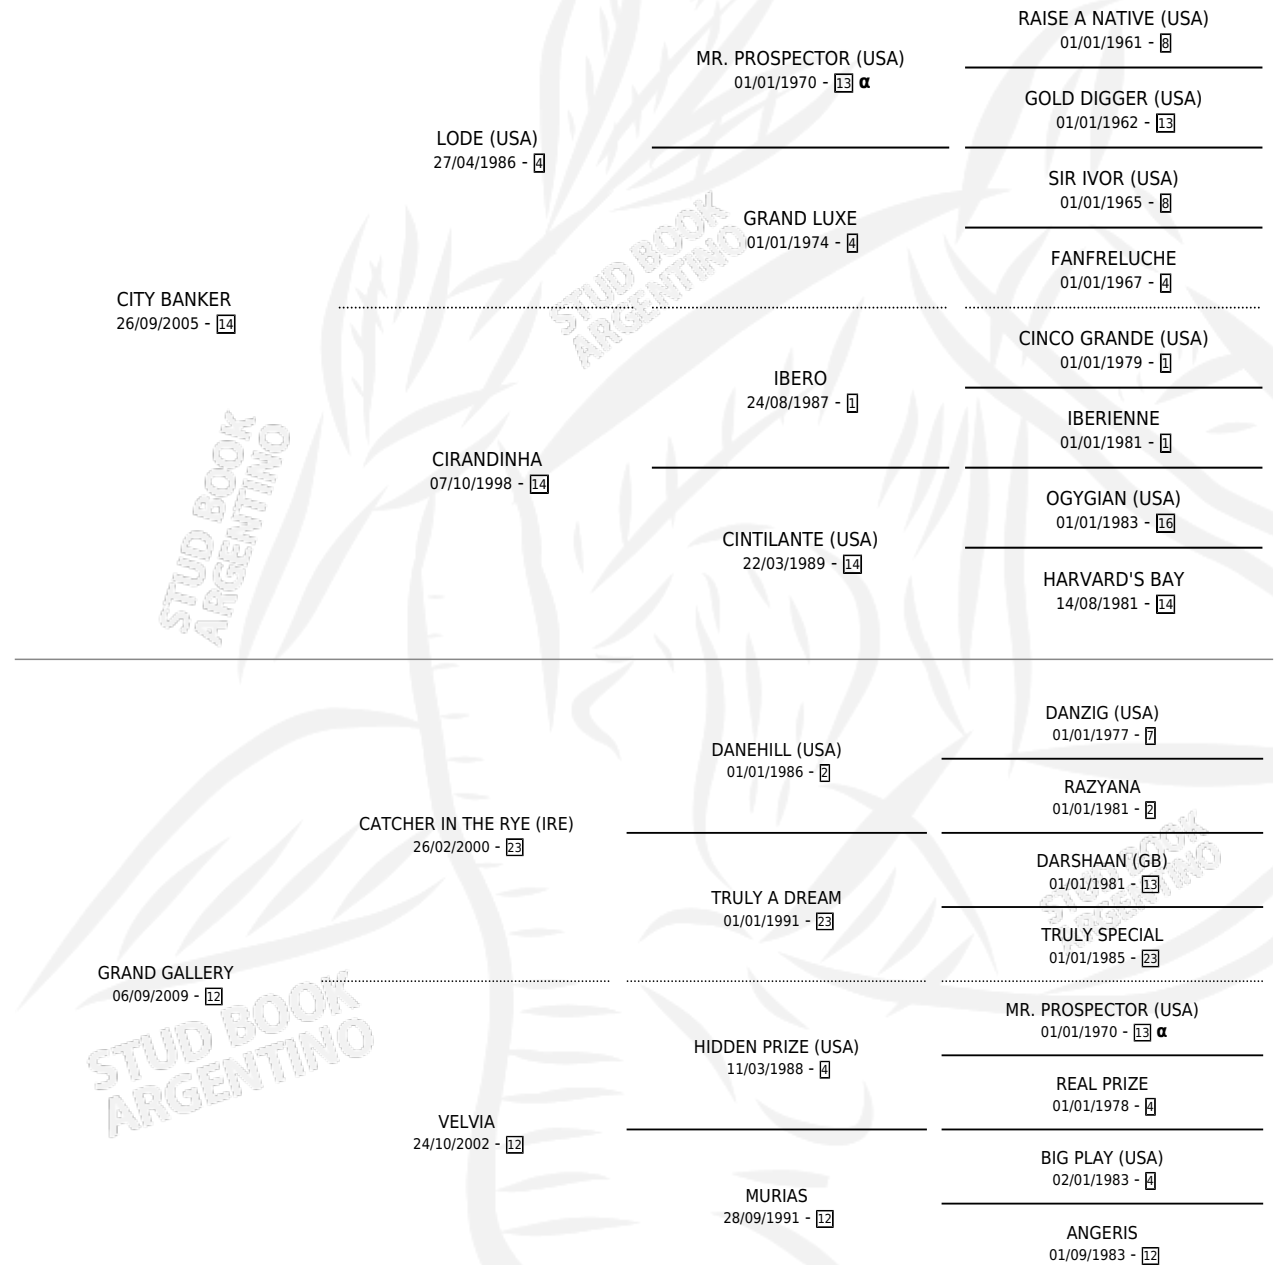 RAISE A NATIVE (USA)
01/01/1961 - 8
MR. PROSPECTOR (USA)
01/01/1970 - 13 α
GOLD DIGGER (USA)
01/01/1962 - 13
LODE (USA)
27/04/1986 - 4
SIR IVOR (USA)
01/01/1965 - 8
GRAND LUXE
01/01/1974 - 4
FANFRELUCHE
01/01/1967 - 4
CITY BANKER
26/09/2005 - 14
CINCO GRANDE (USA)
01/01/1979 - 1
IBERO
24/08/1987 - 1
IBERIENNE
01/01/1981 - 1
CIRANDINHA
07/10/1998 - 14
OGYGIAN (USA)
01/01/1983 - 16
CINTILANTE (USA)
22/03/1989 - 14
HARVARD'S BAY
14/08/1981 - 14
STUD BOOK
ARGENTINO
STUD BOOK
ARGENTINO
DANZIG (USA)
01/01/1977 - 7
DANEHILL (USA)
01/01/1986 - 2
RAZYANA
01/01/1981 - 2
CATCHER IN THE RYE (IRE)
26/02/2000 - 23
DARSHAAN (GB)
01/01/1981 - 13
TRULY A DREAM
01/01/1991 - 23
TRULY SPECIAL
01/01/1985 - 23
GRAND GALLERY
06/09/2009 - 12
MR. PROSPECTOR (USA)
01/01/1970 - 13 α
HIDDEN PRIZE (USA)
11/03/1988 - 4
REAL PRIZE
01/01/1978 - 4
VELVIA
24/10/2002 - 12
BIG PLAY (USA)
02/01/1983 - 4
MURIAS
28/09/1991 - 12
ANGERIS
01/09/1983 - 12
STUD BOOK
ARGENTINO
STUD BOOK
ARGENTINO